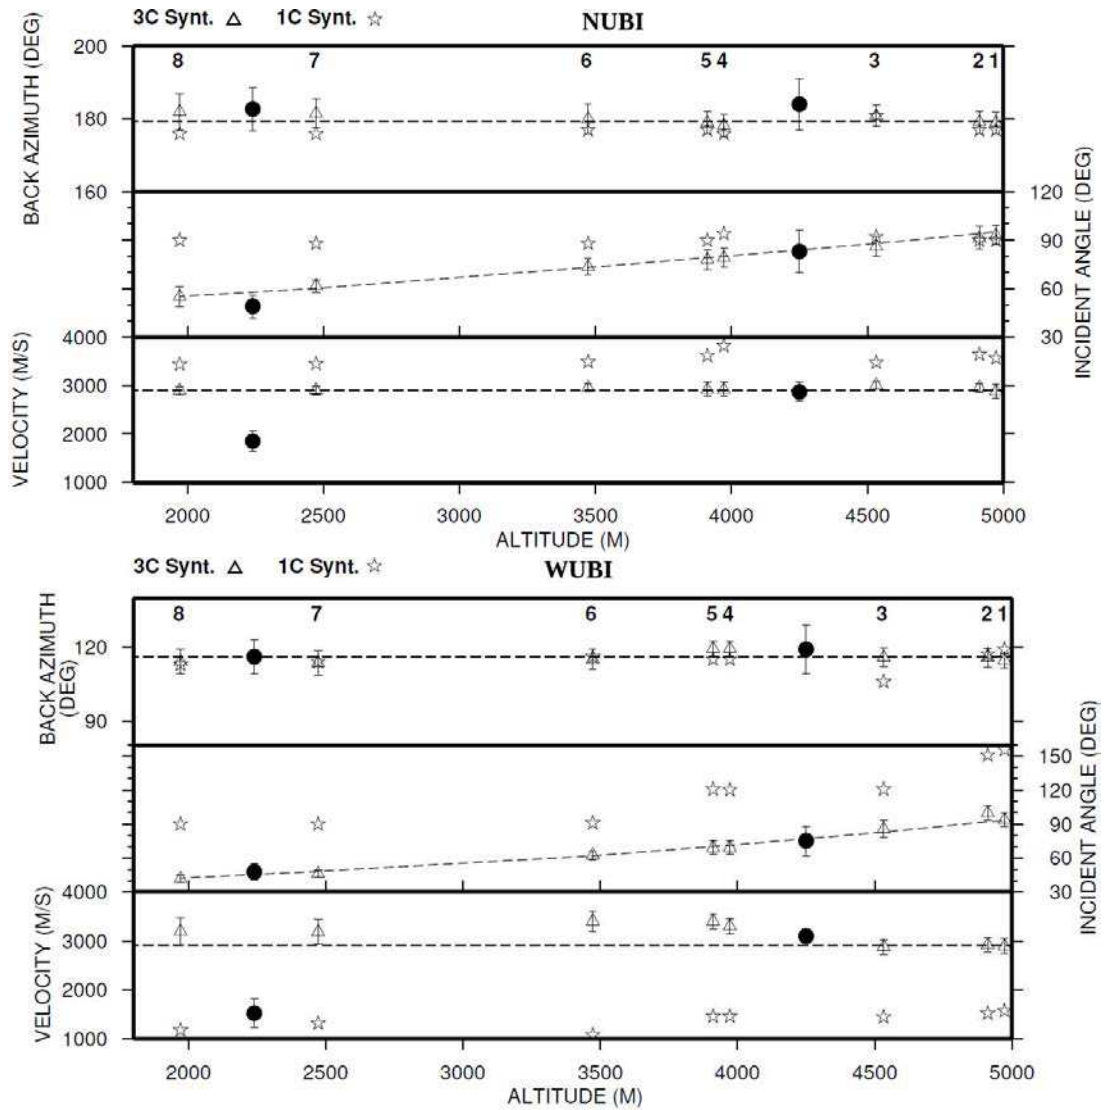 3C Synt. △ 1C Synt. ☆ NUBI
8 7 6 5 4 3 2 1
BACK AZIMUTH (DEG)
200
180
160
INCIDENT ANGLE (DEG)
120
90
60
30
VELOCITY (M/S)
4000
3000
2000
1000
2000 2500 3000 3500 4000 4500 5000
ALTITUDE (M)
3C Synt. △ 1C Synt. ☆ WUBI
8 7 6 5 4 3 2 1
BACK AZIMUTH
(DEG)
120
90
INCIDENT ANGLE (DEG)
150
120
90
60
30
VELOCITY (M/S)
4000
3000
2000
1000
2000 2500 3000 3500 4000 4500 5000
ALTITUDE (M)